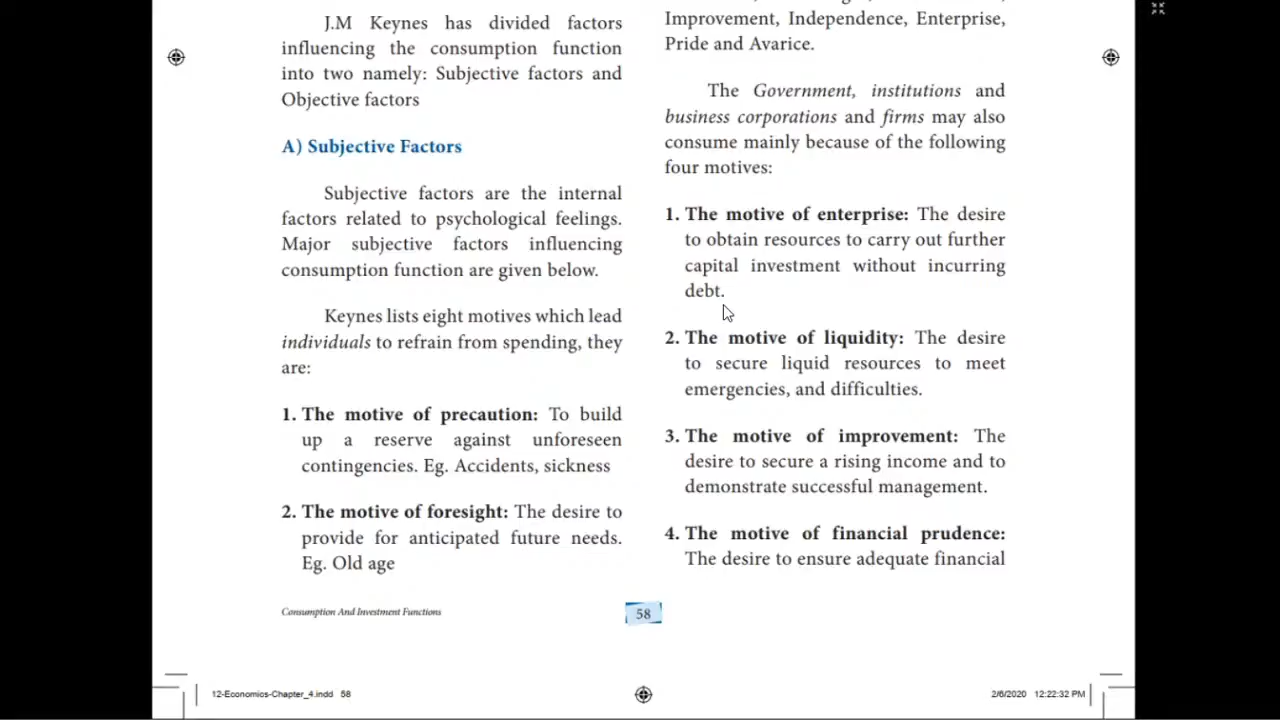 J.M Keynes has divided factors
influencing the consumption function
into two namely: Subjective factors and
Objective factors
A) Subjective Factors
Subjective factors are the internal
factors related to psychological feelings.
Major subjective factors influencing
consumption function are given below.
Keynes lists eight motives which lead
individuals to refrain from spending, they
are:
1. The motive of precaution: To build
up a reserve against unforeseen
contingencies. Eg. Accidents, sickness
2. The motive of foresight: The desire to
provide for anticipated future needs.
Eg. Old age
Improvement, Independence, Enterprise,
Pride and Avarice.
The Government, institutions and
business corporations and firms may also
consume mainly because of the following
four motives:
1. The motive of enterprise: The desire
to obtain resources to carry out further
capital investment without incurring
debt.
2. The motive of liquidity: The desire
to secure liquid resources to meet
emergencies, and difficulties.
3. The motive of improvement: The
desire to secure a rising income and to
demonstrate successful management.
4. The motive of financial prudence:
The desire to ensure adequate financial
Consumption And Investment Functions
58
12-Economics-Chapter_4.indd 58
2/6/2020 12:22:32 PM